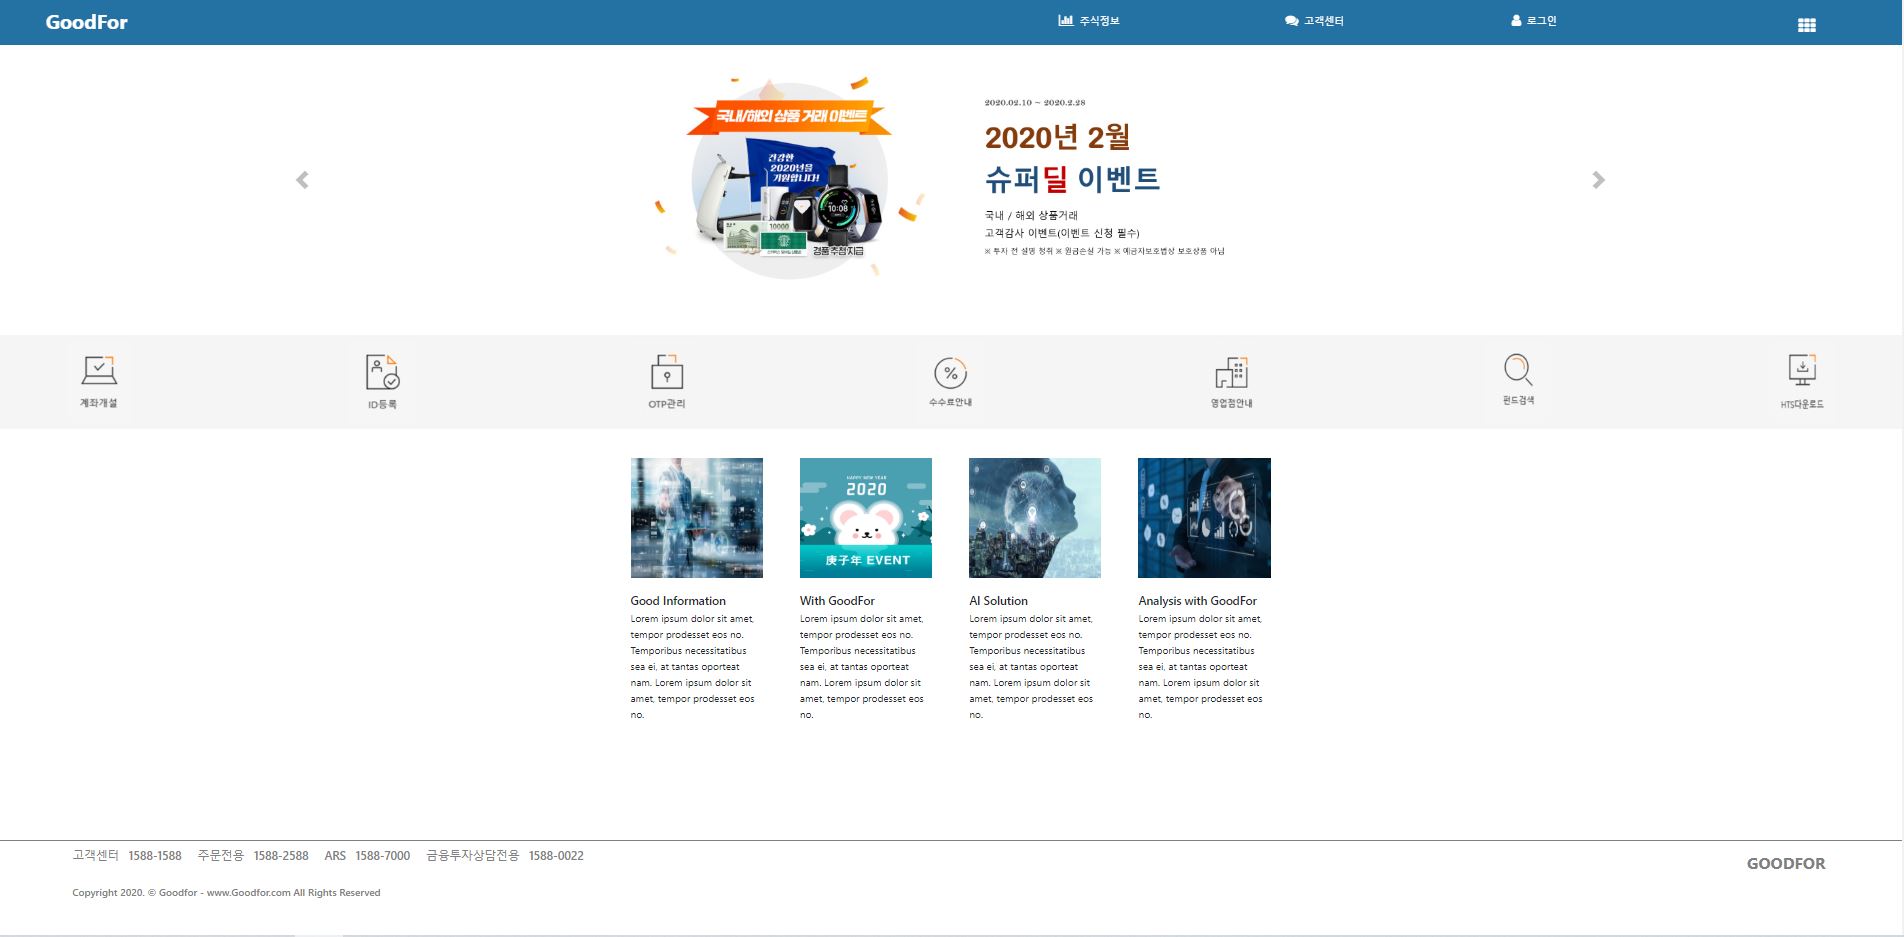 GoodFor
주식정보
고객센터
로그인
국내/해외 상품 거래 이벤트
건강한
2020년을
기원합니다!
10:08
10000
경품 추첨 지급
2020.02.10 ~ 2020.2.28
2020년 2월
슈퍼딜 이벤트
국내 / 해외 상품거래
고객감사 이벤트(이벤트 신청 필수)
※ 투자 전 설명 청취 ※ 원금손실 가능 ※ 예금자보호법상 보호상품 아님
계좌개설
ID등록
OTP관리
수수료안내
영업점안내
펀드검색
HTS다운로드
HAPPY NEW YEAR
2020
庚子年 EVENT
Good Information
Lorem ipsum dolor sit amet,
tempor prodesset eos no.
Temporibus necessitatibus
sea ei, at tantas oporteat
nam. Lorem ipsum dolor sit
amet, tempor prodesset eos
no.
With GoodFor
Lorem ipsum dolor sit amet,
tempor prodesset eos no.
Temporibus necessitatibus
sea ei, at tantas oporteat
nam. Lorem ipsum dolor sit
amet, tempor prodesset eos
no.
AI Solution
Lorem ipsum dolor sit amet,
tempor prodesset eos no.
Temporibus necessitatibus
sea ei, at tantas oporteat
nam. Lorem ipsum dolor sit
amet, tempor prodesset eos
no.
Analysis with GoodFor
Lorem ipsum dolor sit amet,
tempor prodesset eos no.
Temporibus necessitatibus
sea ei, at tantas oporteat
nam. Lorem ipsum dolor sit
amet, tempor prodesset eos
no.
고객센터 1588-1588 주문전용 1588-2588 ARS 1588-7000 금융투자상담전용 1588-0022
GOODFOR
Copyright 2020. © Goodfor - www.Goodfor.com All Rights Reserved